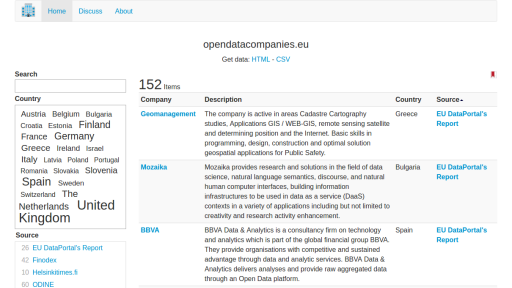 Home Discuss About
opendatacompanies.eu
Get data: HTML - CSV
Search
Country
Austria Belgium Bulgaria
Croatia Estonia Finland
France Germany
Greece Ireland Israel
Italy Latvia Poland Portugal
Romania Slovakia Slovenia
Spain Sweden
Switzerland The
Netherlands United
Kingdom
Source
26 EU DataPortal's Report
42 Finodex
10 Helsinkitimes.fi
60 ODINE
152 Items
Company Description Country Source
Geomanagement The company is active in areas Cadastre Cartography Greece EU DataPortal's
studies, Applications GIS / WEB-GIS, remote sensing satellite Report
and determining position and the Internet. Basic skills in
programming, design, construction and optimal solution
geospatial applications for Public Safety.
Mozaika Mozaika provides research and solutions in the field of data Bulgaria EU DataPortal's
science, natural language semantics, discourse, and natural Report
human computer interfaces, building information
infrastructures to be used in data as a service (DaaS)
contexts in a variety of applications including but not limited to
creativity and research activity enhancement.
BBVA BBVA Data & Analytics is a consultancy firm on technology Spain EU DataPortal's
and analytics which is part of the global financial group BBVA. Report
They provide organisations with competitive and sustained
advantage through data and analytic services. BBVA Data &
Analytics delivers analyses and provide raw aggregated data
through an Open Data platform.